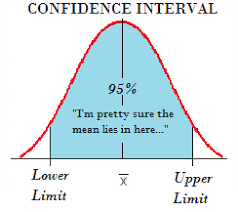 CONFIDENCE INTERVAL
95%
"I'm pretty sure the
mean lies in here..."
Lower
Limit
x̅
Upper
Limit